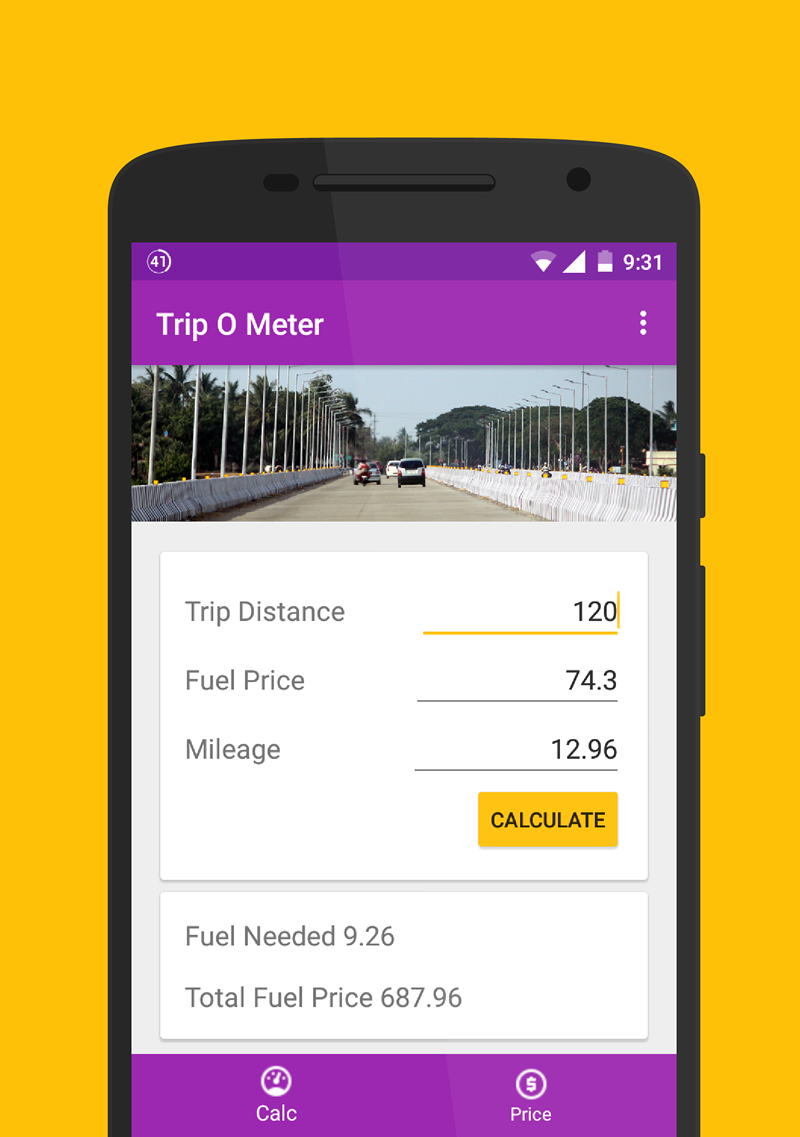 41
9:31
Trip O Meter
Trip Distance 120
Fuel Price 74.3
Mileage 12.96
CALCULATE
Fuel Needed 9.26
Total Fuel Price 687.96
$
Calc Price